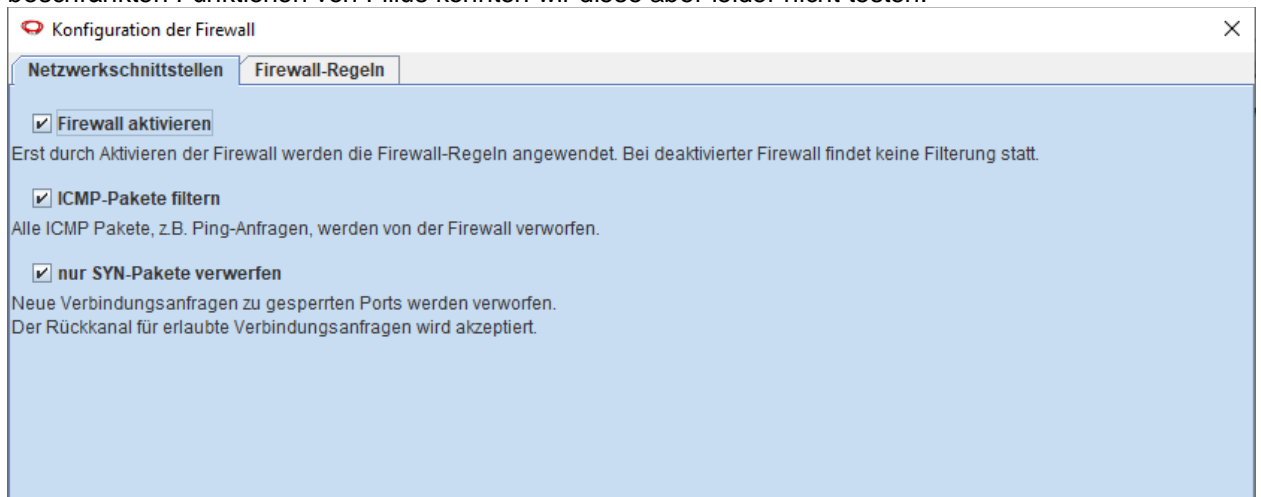 Konfiguration der Firewall
Netzwerkschnittstellen
Firewall-Regeln
Firewall aktivieren
Erst durch Aktivieren der Firewall werden die Firewall-Regeln angewendet. Bei deaktivierter Firewall findet keine Filterung statt.
ICMP-Pakete filtern
Alle ICMP Pakete, z.B. Ping-Anfragen, werden von der Firewall verworfen.
nur SYN-Pakete verwerfen
Neue Verbindungsanfragen zu gesperrten Ports werden verworfen.
Der Rückkanal für erlaubte Verbindungsanfragen wird akzeptiert.